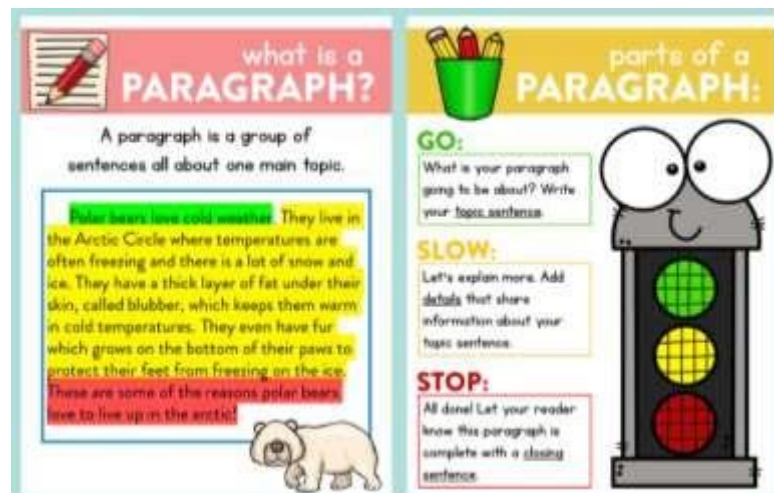 what is a
PARAGRAPH?
A paragraph is a group of
sentences all about one main topic.
Polar bears love cold weather. They live in
the Arctic Circle where temperatures are
often freezing and there is a lot of snow and
ice. They have a thick layer of fat under their
skin, called blubber, which keeps them warm
in cold temperatures. They even have fur
which grows on the bottom of their paws to
protect their feet from freezing on the ice.
These are some of the reasons polar bears
love to live up in the arctic!
parts of a
PARAGRAPH:
GO:
What is your paragraph
going to be about? Write
your topic sentence.
SLOW:
Let's explain more. Add
details that share
information about your
topic sentence.
STOP:
All done! Let your reader
know this paragraph is
complete with a closing
sentence.